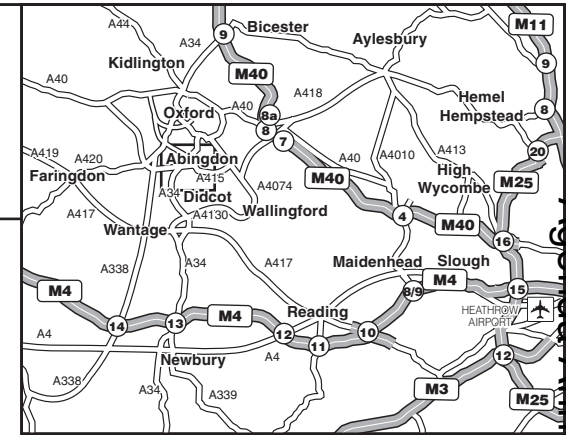 A44
A34
9
Bicester
M11
Kidlington
Aylesbury
M40
9
A40
A418
Hemel
Hempstead
Oxford
A40
8a
8
8
7
A419
A420
Abingdon
A40
A4010
A413
20
Faringdon
A415
A4074
M40
High
Wycombe
M25
A34
Didcot
A417
A4130
Wallingford
4
M40
Wantage
16
A338
A34
A417
Maidenhead
Slough
M4
M4
8/9
15
HEATHROW
AIRPORT
14
13
M4
Reading
12
10
A4
11
12
Newbury
A4
A338
A34
A339
M3
M25